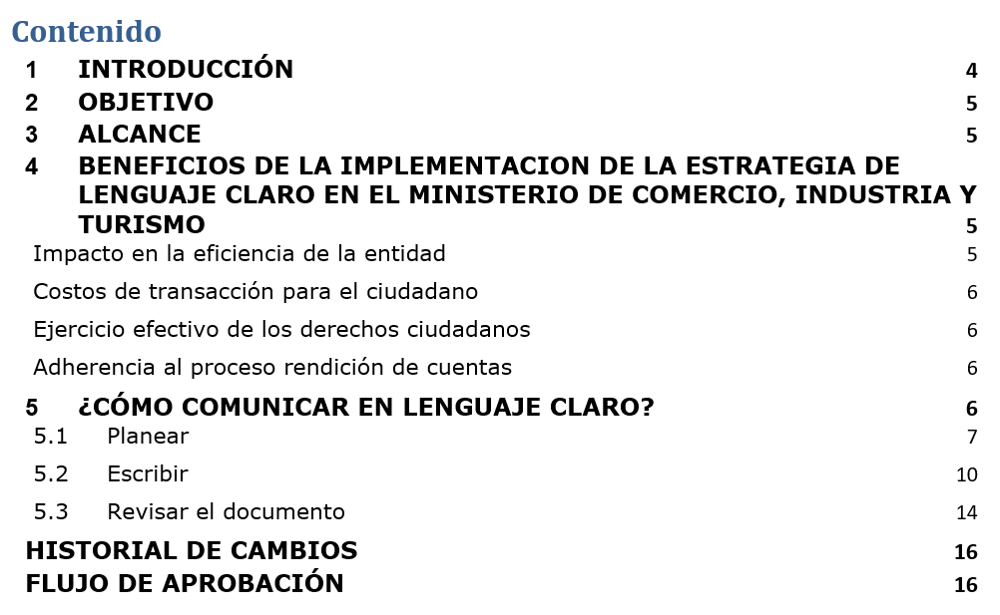 Contenido
1 INTRODUCCIÓN 4
2 OBJETIVO 5
3 ALCANCE 5
4 BENEFICIOS DE LA IMPLEMENTACION DE LA ESTRATEGIA DE
LENGUAJE CLARO EN EL MINISTERIO DE COMERCIO, INDUSTRIA Y
TURISMO 5
Impacto en la eficiencia de la entidad 5
Costos de transacción para el ciudadano 6
Ejercicio efectivo de los derechos ciudadanos 6
Adherencia al proceso rendición de cuentas 6
5 ¿CÓMO COMUNICAR EN LENGUAJE CLARO? 6
5.1 Planear 7
5.2 Escribir 10
5.3 Revisar el documento 14
HISTORIAL DE CAMBIOS 16
FLUJO DE APROBACIÓN 16